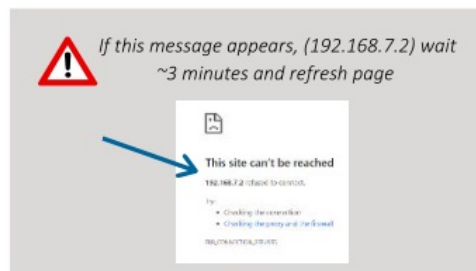 If this message appears, (192.168.7.2) wait
~3 minutes and refresh page
This site can't be reached
192.168.7.2 refused to connect.
Try:
Checking the connection
Checking the proxy and the firewall
ERR_CONNECTION_REFUSED